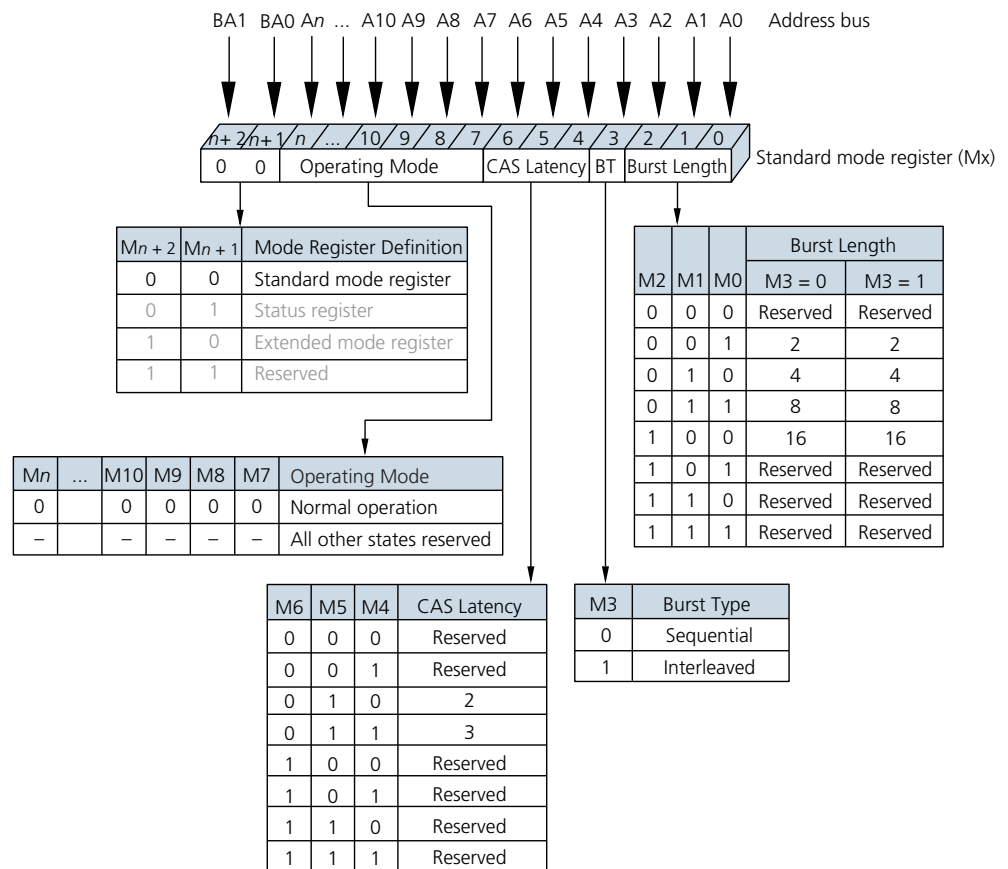 BA1 BA0 An ... A10 A9 A8 A7 A6 A5 A4 A3 A2 A1 A0 Address bus
n+ 2 n+ 1 n ... 10 9 8 7 6 5 4 3 2 1 0
0 0 Operating Mode CAS Latency BT Burst Length
Standard mode register (Mx)
Mn + 2 Mn + 1 Mode Register Definition
0 0 Standard mode register
0 1 Status register
1 0 Extended mode register
1 1 Reserved
Burst Length
M2 M1 M0 M3 = 0 M3 = 1
0 0 0 Reserved Reserved
0 0 1 2 2
0 1 0 4 4
0 1 1 8 8
1 0 0 16 16
1 0 1 Reserved Reserved
1 1 0 Reserved Reserved
1 1 1 Reserved Reserved
Mn ... M10 M9 M8 M7 Operating Mode
0 0 0 0 0 Normal operation
– – – – – All other states reserved
M6 M5 M4 CAS Latency
0 0 0 Reserved
0 0 1 Reserved
0 1 0 2
0 1 1 3
1 0 0 Reserved
1 0 1 Reserved
1 1 0 Reserved
1 1 1 Reserved
M3 Burst Type
0 Sequential
1 Interleaved